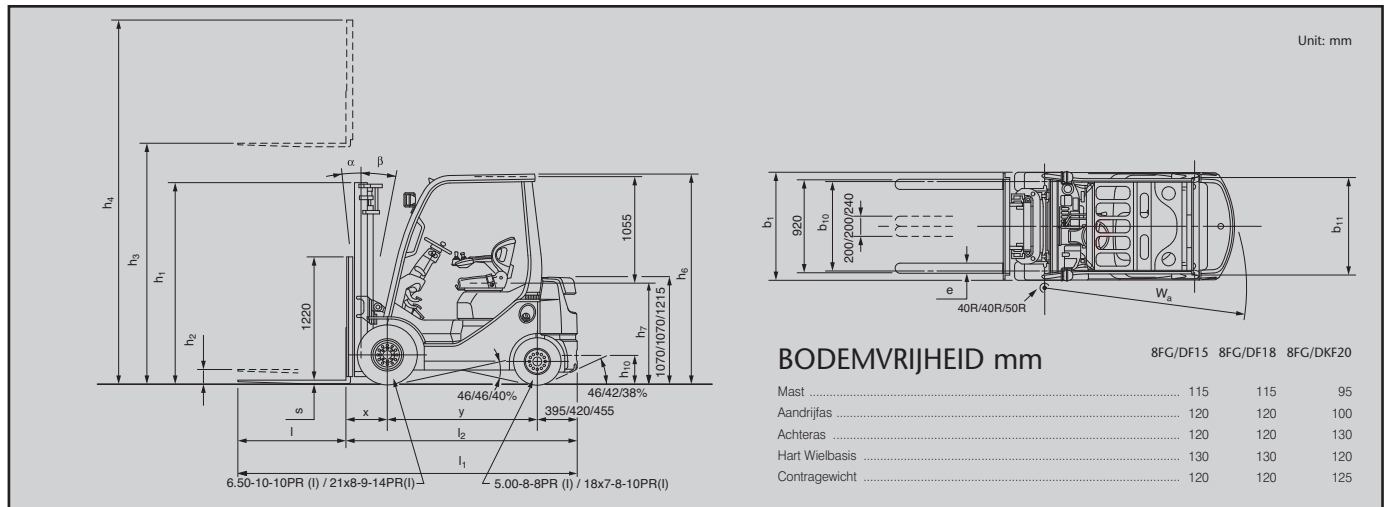 Unit: mm
h4
h3
h1
h2
1220
s
α
β
1055
h6
h7
1070/1070/1215
h10
46/46/40%
46/42/38%
395/420/455
x
y
l
l2
l1
6.50-10-10PR (I) / 21x8-9-14PR(I)
5.00-8-8PR (I) / 18x7-8-10PR(I)
b1
920
b10
200/200/240
e
b11
Wa
40R/40R/50R
BODEMVRIJHEID mm 8FG/DF15 8FG/DF18 8FG/DKF20
Mast 115 115 95
Aandrijfas 120 120 100
Achteras 120 120 130
Hart Wielbasis 130 130 120
Contragewicht 120 120 125